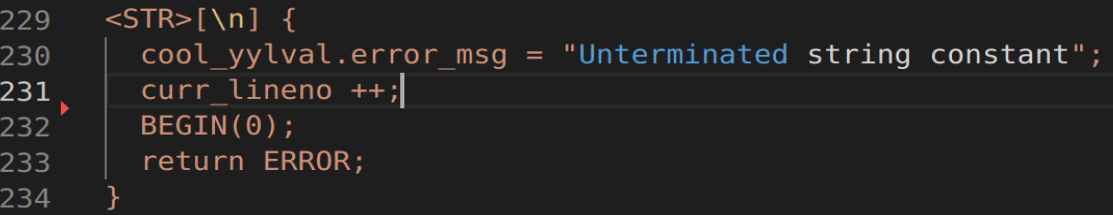 229 <STR>[\n] {
230 cool_yylval.error_msg = "Unterminated string constant";
231 curr_lineno ++;
232 BEGIN(0);
233 return ERROR;
234 }